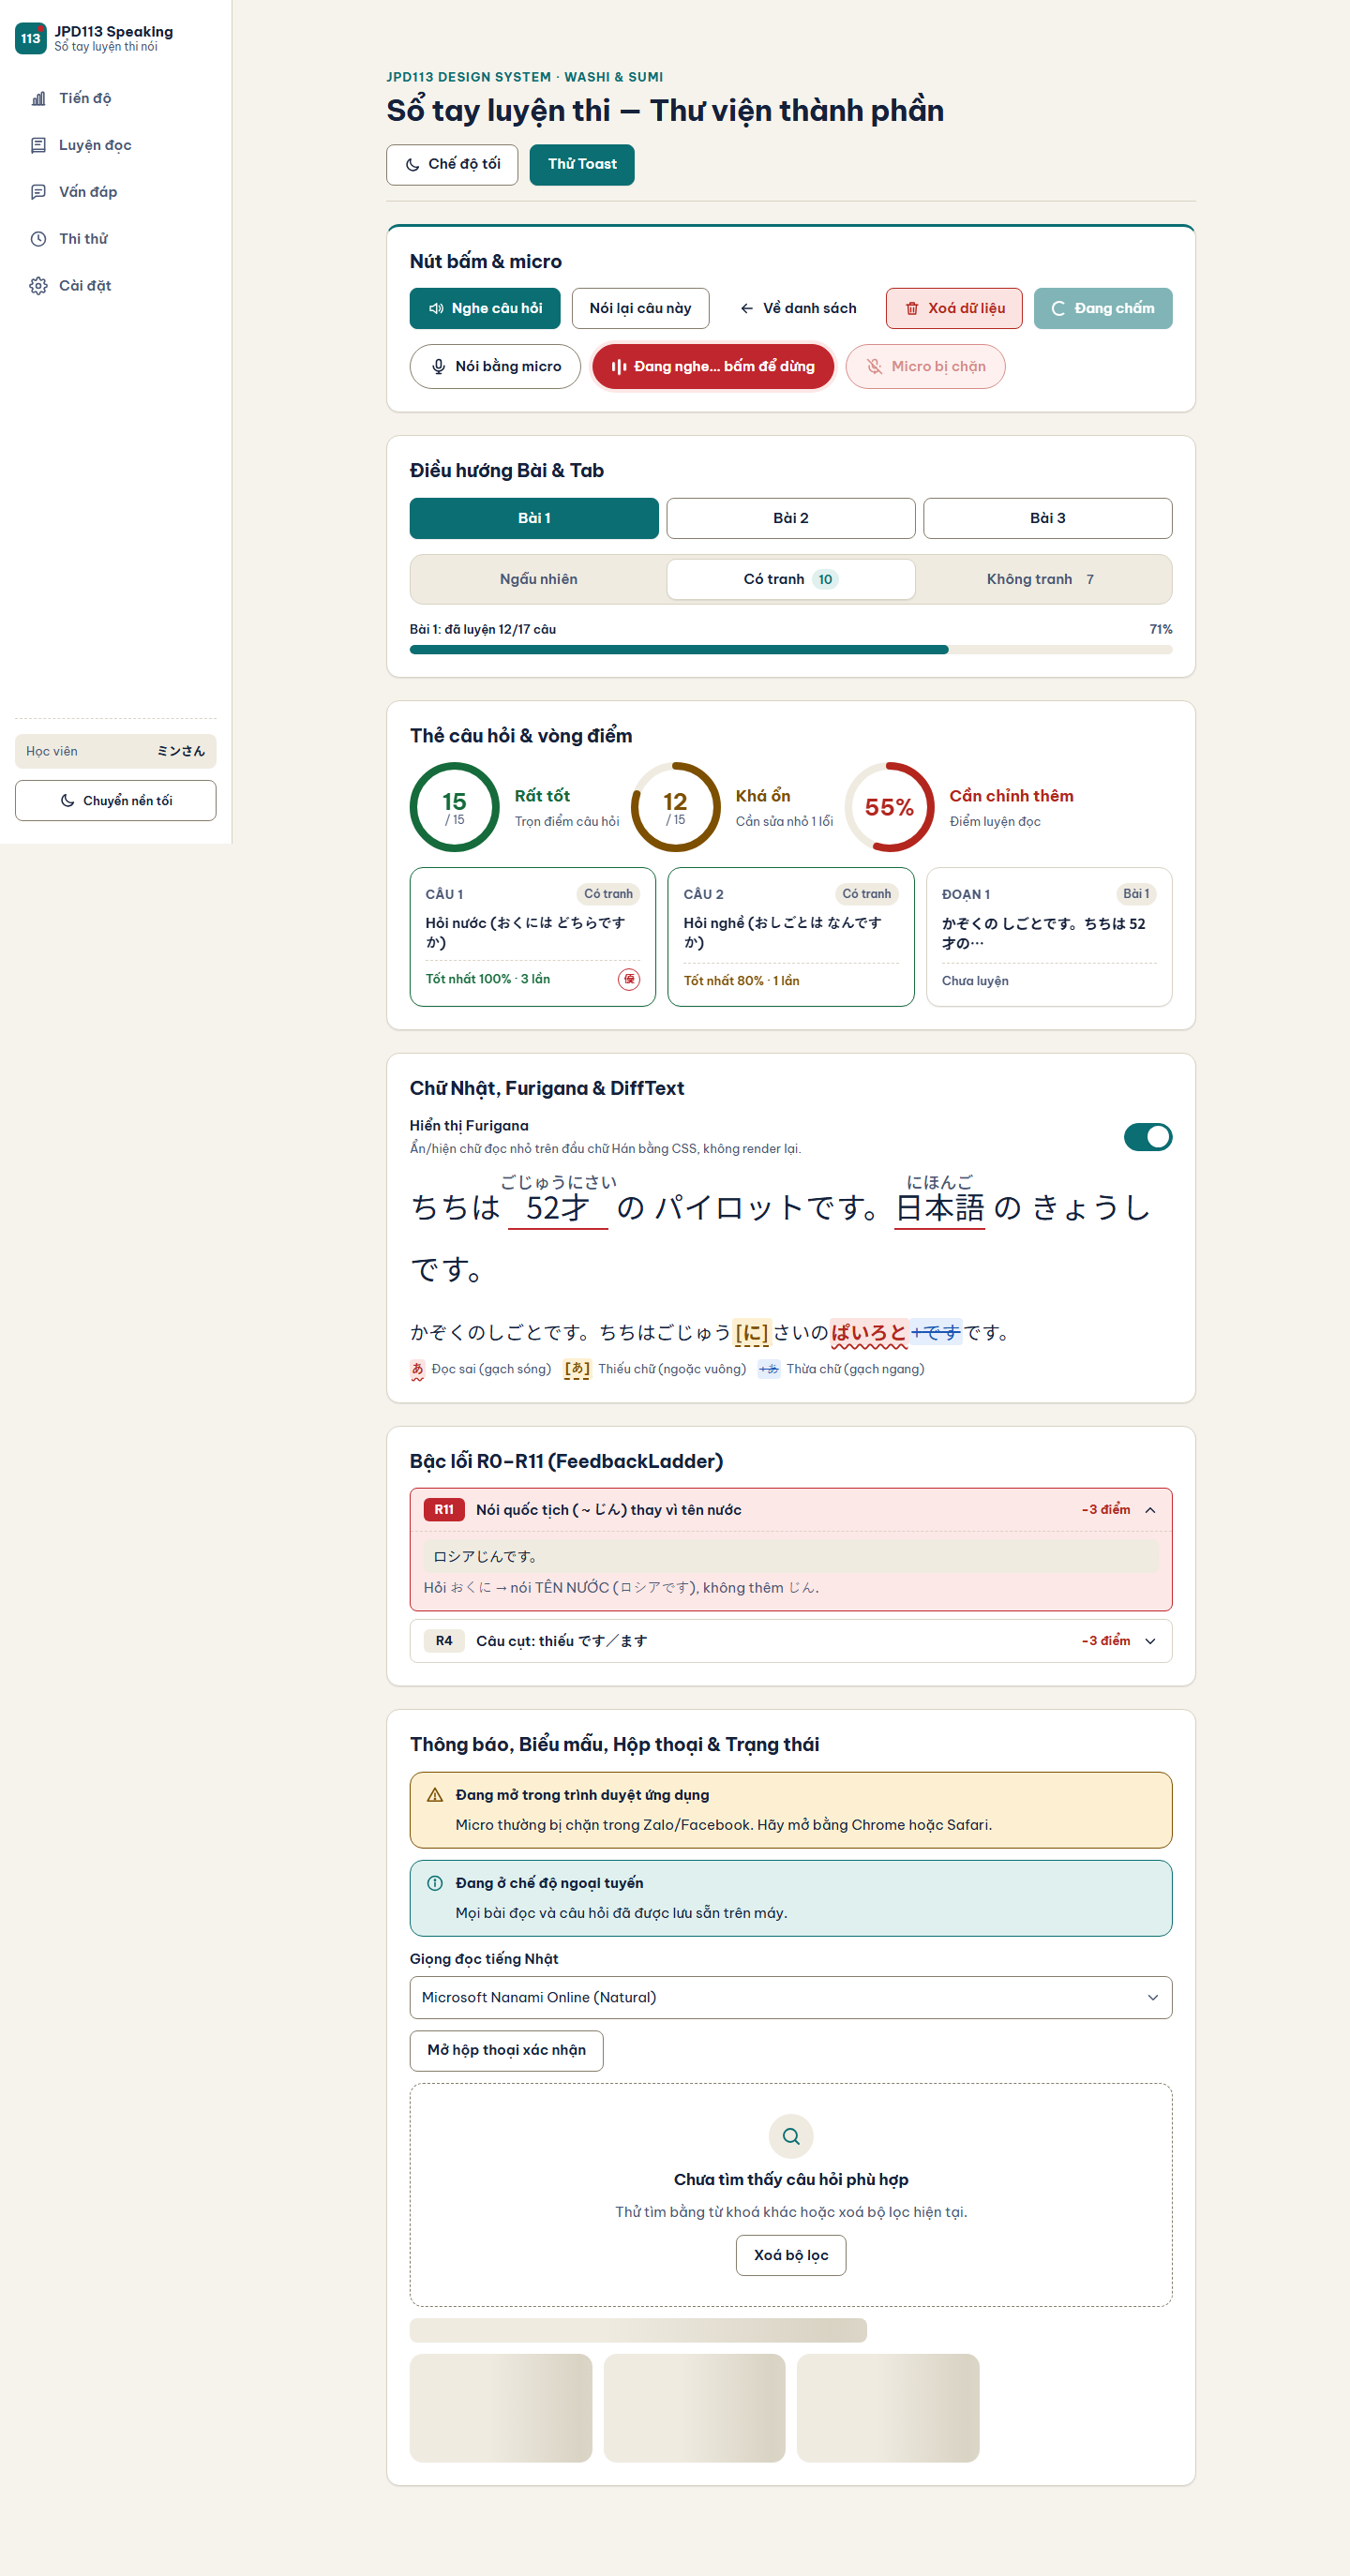 113
JPD113 Speaking
Sổ tay luyện thi nói
Tiến độ
Luyện đọc
Vấn đáp
Thi thử
Cài đặt
Học viên ミンさん
Chuyển nền tối
JPD113 DESIGN SYSTEM · WASHI & SUMI
Sổ tay luyện thi — Thư viện thành phần
Chế độ tối Thử Toast
Nút bấm & micro
Nghe câu hỏi Nói lại câu này Về danh sách Xoá dữ liệu Đang chấm
Nói bằng micro Đang nghe... bấm để dừng Micro bị chặn
Điều hướng Bài & Tab
Bài 1 Bài 2 Bài 3
Ngẫu nhiên Có tranh 10 Không tranh 7
Bài 1: đã luyện 12/17 câu 71%
Thẻ câu hỏi & vòng điểm
15 / 15 Rất tốt Trọn điểm câu hỏi
12 / 15 Khá ổn Cần sửa nhỏ 1 lỗi
55% Cần chỉnh thêm Điểm luyện đọc
CÂU 1 Có tranh
Hỏi nước (おくには どちらです
か)
Tốt nhất 100% · 3 lần 優
CÂU 2 Có tranh
Hỏi nghề (おしごとは なんです
か)
Tốt nhất 80% · 1 lần
ĐOẠN 1 Bài 1
かぞくの しごとです。ちちは 52
才の…
Chưa luyện
Chữ Nhật, Furigana & DiffText
Hiển thị Furigana
Ẩn/hiện chữ đọc nhỏ trên đầu chữ Hán bằng CSS, không render lại.
ごじゅうにさい にほんご
ちちは 52才 の パイロットです。日本語 の きょうし
です。
かぞくのしごとです。ちちはごじゅう[に]さいのぱいろと+ですです。
あ Đọc sai (gạch sóng) [あ] Thiếu chữ (ngoặc vuông) +あ Thừa chữ (gạch ngang)
Bậc lỗi R0–R11 (FeedbackLadder)
R11 Nói quốc tịch (~じん) thay vì tên nước -3 điểm
ロシアじんです。
Hỏi おくに → nói TÊN NƯỚC (ロシアです), không thêm じん.
R4 Câu cụt: thiếu です／ます -3 điểm
Thông báo, Biểu mẫu, Hộp thoại & Trạng thái
Đang mở trong trình duyệt ứng dụng
Micro thường bị chặn trong Zalo/Facebook. Hãy mở bằng Chrome hoặc Safari.
Đang ở chế độ ngoại tuyến
Mọi bài đọc và câu hỏi đã được lưu sẵn trên máy.
Giọng đọc tiếng Nhật
Microsoft Nanami Online (Natural)
Mở hộp thoại xác nhận
Chưa tìm thấy câu hỏi phù hợp
Thử tìm bằng từ khoá khác hoặc xoá bộ lọc hiện tại.
Xoá bộ lọc